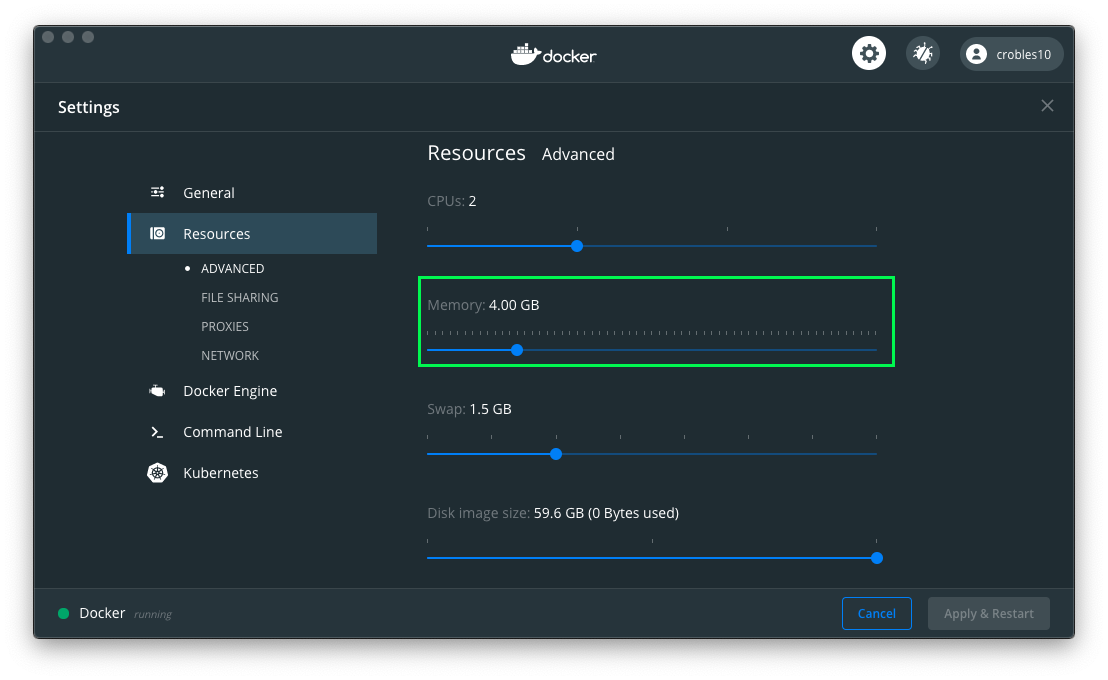 docker
crobles10
Settings
Resources Advanced
General
Resources
ADVANCED
FILE SHARING
PROXIES
NETWORK
Docker Engine
Command Line
Kubernetes
CPUs: 2
Memory: 4.00 GB
Swap: 1.5 GB
Disk image size: 59.6 GB (0 Bytes used)
Docker running
Cancel
Apply & Restart